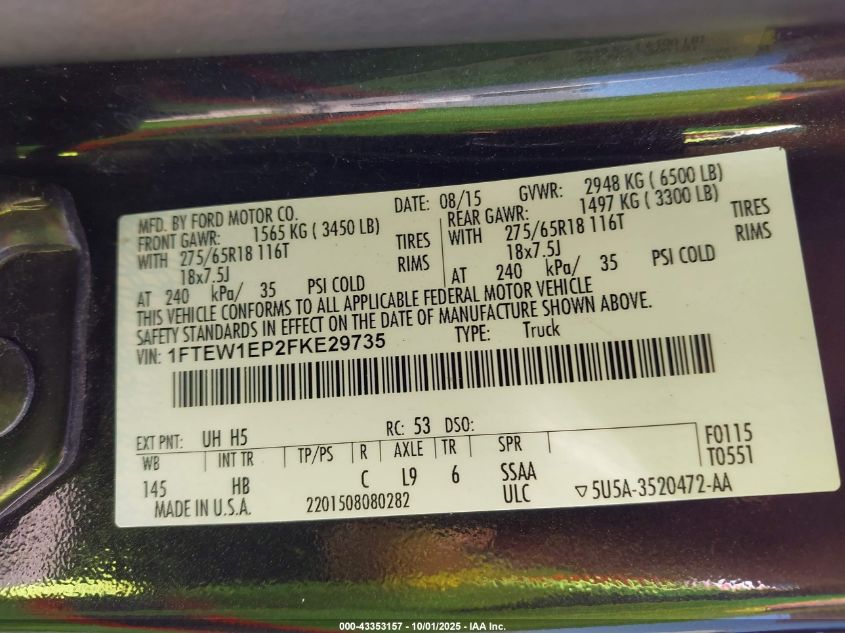 MFD. BY FORD MOTOR CO. DATE: 08/15 GVWR: 2948 KG ( 6500 LB)
FRONT GAWR: 1565 KG ( 3450 LB) REAR GAWR: 1497 KG ( 3300 LB)
WITH 275/65R18 116T TIRES WITH 275/65R18 116T TIRES
18x7.5J RIMS 18x7.5J RIMS
AT 240 kPa/ 35 PSI COLD AT 240 kPa/ 35 PSI COLD
THIS VEHICLE CONFORMS TO ALL APPLICABLE FEDERAL MOTOR VEHICLE
SAFETY STANDARDS IN EFFECT ON THE DATE OF MANUFACTURE SHOWN ABOVE.
VIN: 1FTEW1EP2FKE29735 TYPE: Truck
EXT PNT: UH H5 RC: 53 DSO:
WB INT TR TP/PS R AXLE TR SPR F0115
T0551
145 HB C L9 6 SSAA
ULC ▽5U5A-3520472-AA
MADE IN U.S.A. 2201508080282
000-43353157 - 10/01/2025 - IAA Inc.